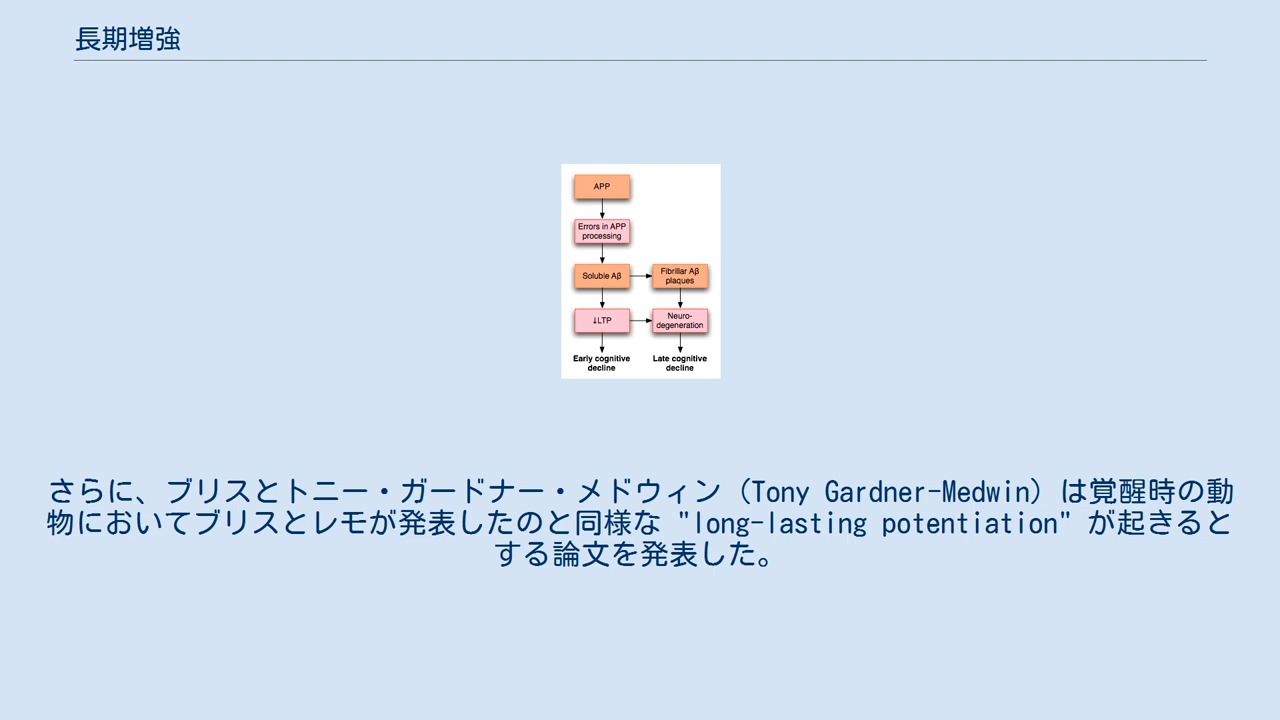 長期増強
APP
Errors in APP
processing
Soluble Aβ
Fibrillar Aβ
plaques
↓LTP
Neuro-
degeneration
Early cognitive
decline
Late cognitive
decline
さらに、ブリスとトニー・ガードナー・メドウィン (Tony Gardner-Medwin) は覚醒時の動
物においてブリスとレモが発表したのと同様な "long-lasting potentiation" が起きると
する論文を発表した。